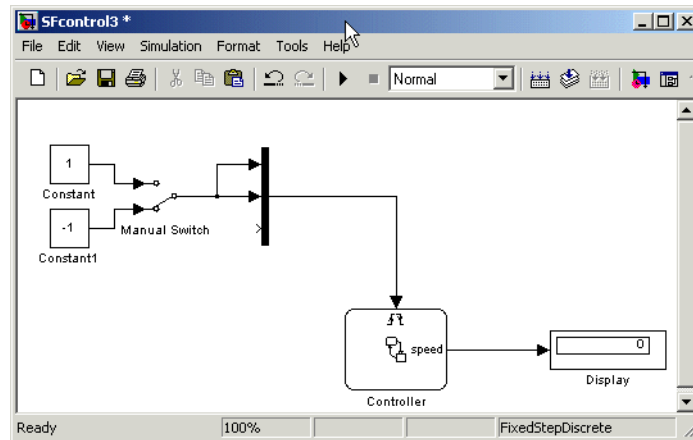 SFcontrol3 *
File Edit View Simulation Format Tools Help
Normal
1
Constant
-1
Constant1
Manual Switch
speed
Controller
0
Display
Ready 100% FixedStepDiscrete